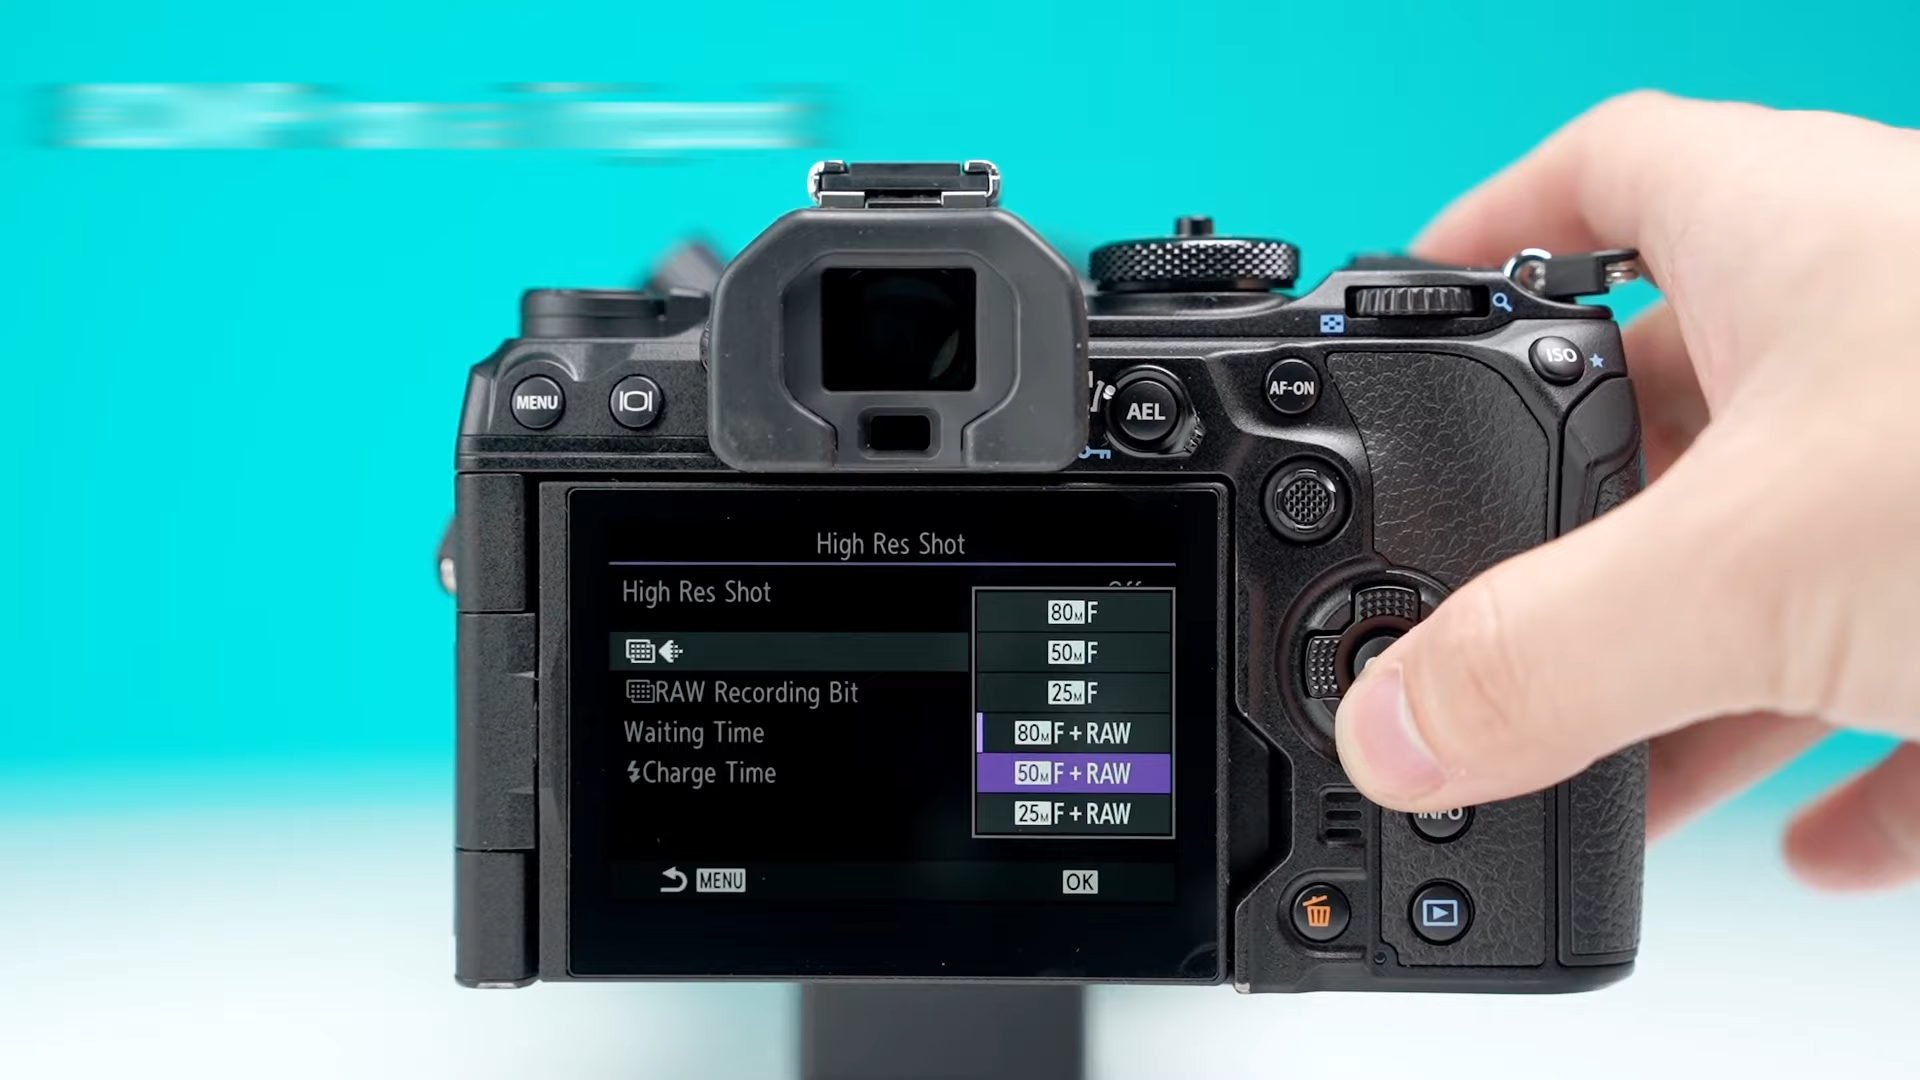 MENU
AEL
AF-ON
ISO
High Res Shot
High Res Shot
80M F
50M F
RAW Recording Bit
25M F
Waiting Time
80M F + RAW
Charge Time
50M F + RAW
25M F + RAW
MENU
OK
INFO